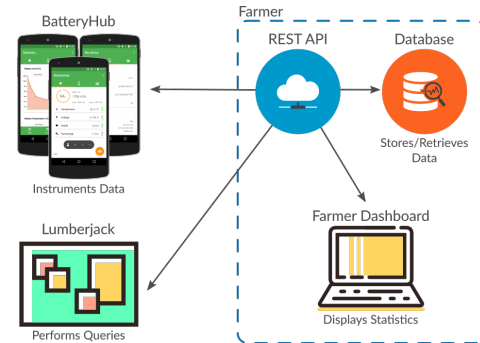 Farmer
BatteryHub
REST API
Database
Stores/Retrieves
Data
Instruments Data
Lumberjack
Farmer Dashboard
Performs Queries
Displays Statistics